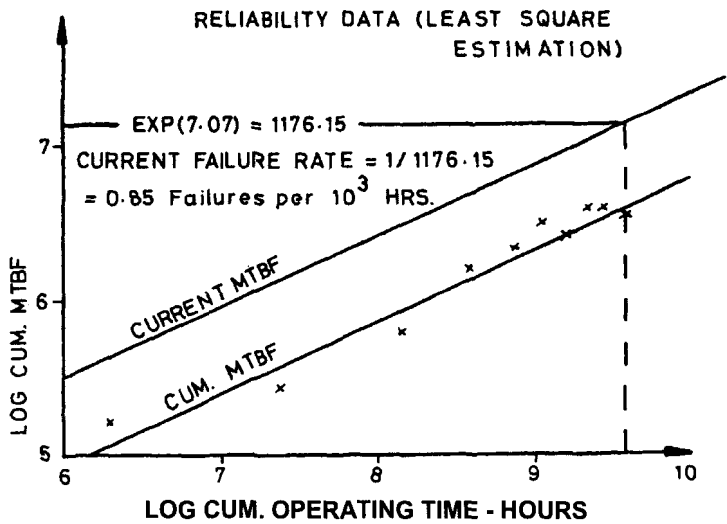 RELIABILITY DATA (LEAST SQUARE
ESTIMATION)
EXP(7·07) = 1176·15
CURRENT FAILURE RATE = 1/1176·15
= 0.85 Failures per 10³ HRS.
CURRENT MTBF
CUM. MTBF
LOG CUM. MTBF
7
6
5
6 7 8 9 10
LOG CUM. OPERATING TIME - HOURS